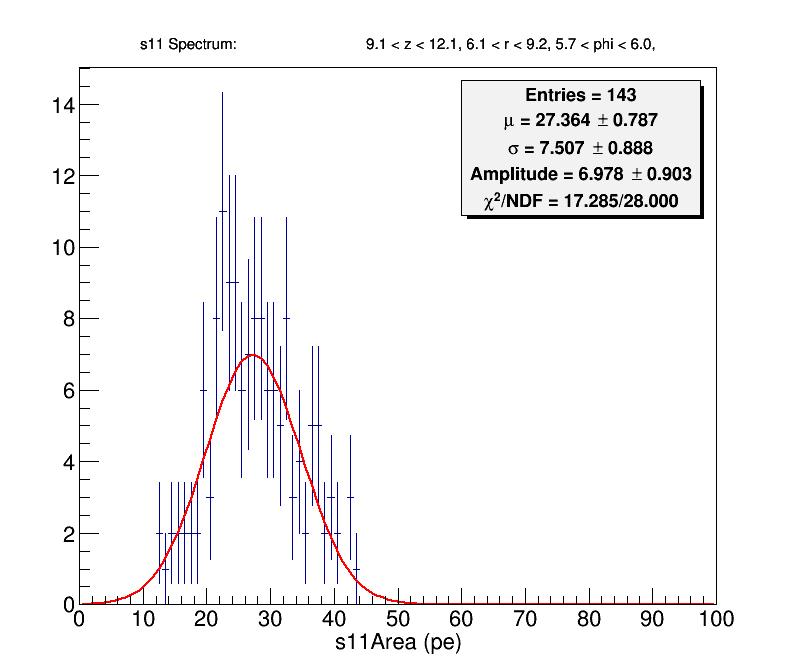 s11 Spectrum: 9.1 < z < 12.1, 6.1 < r < 9.2, 5.7 < phi < 6.0,
Entries = 143
μ = 27.364 ± 0.787
σ = 7.507 ± 0.888
Amplitude = 6.978 ± 0.903
χ²/NDF = 17.285/28.000
14
12
10
8
6
4
2
0
0 10 20 30 40 50 60 70 80 90 100
s11Area (pe)